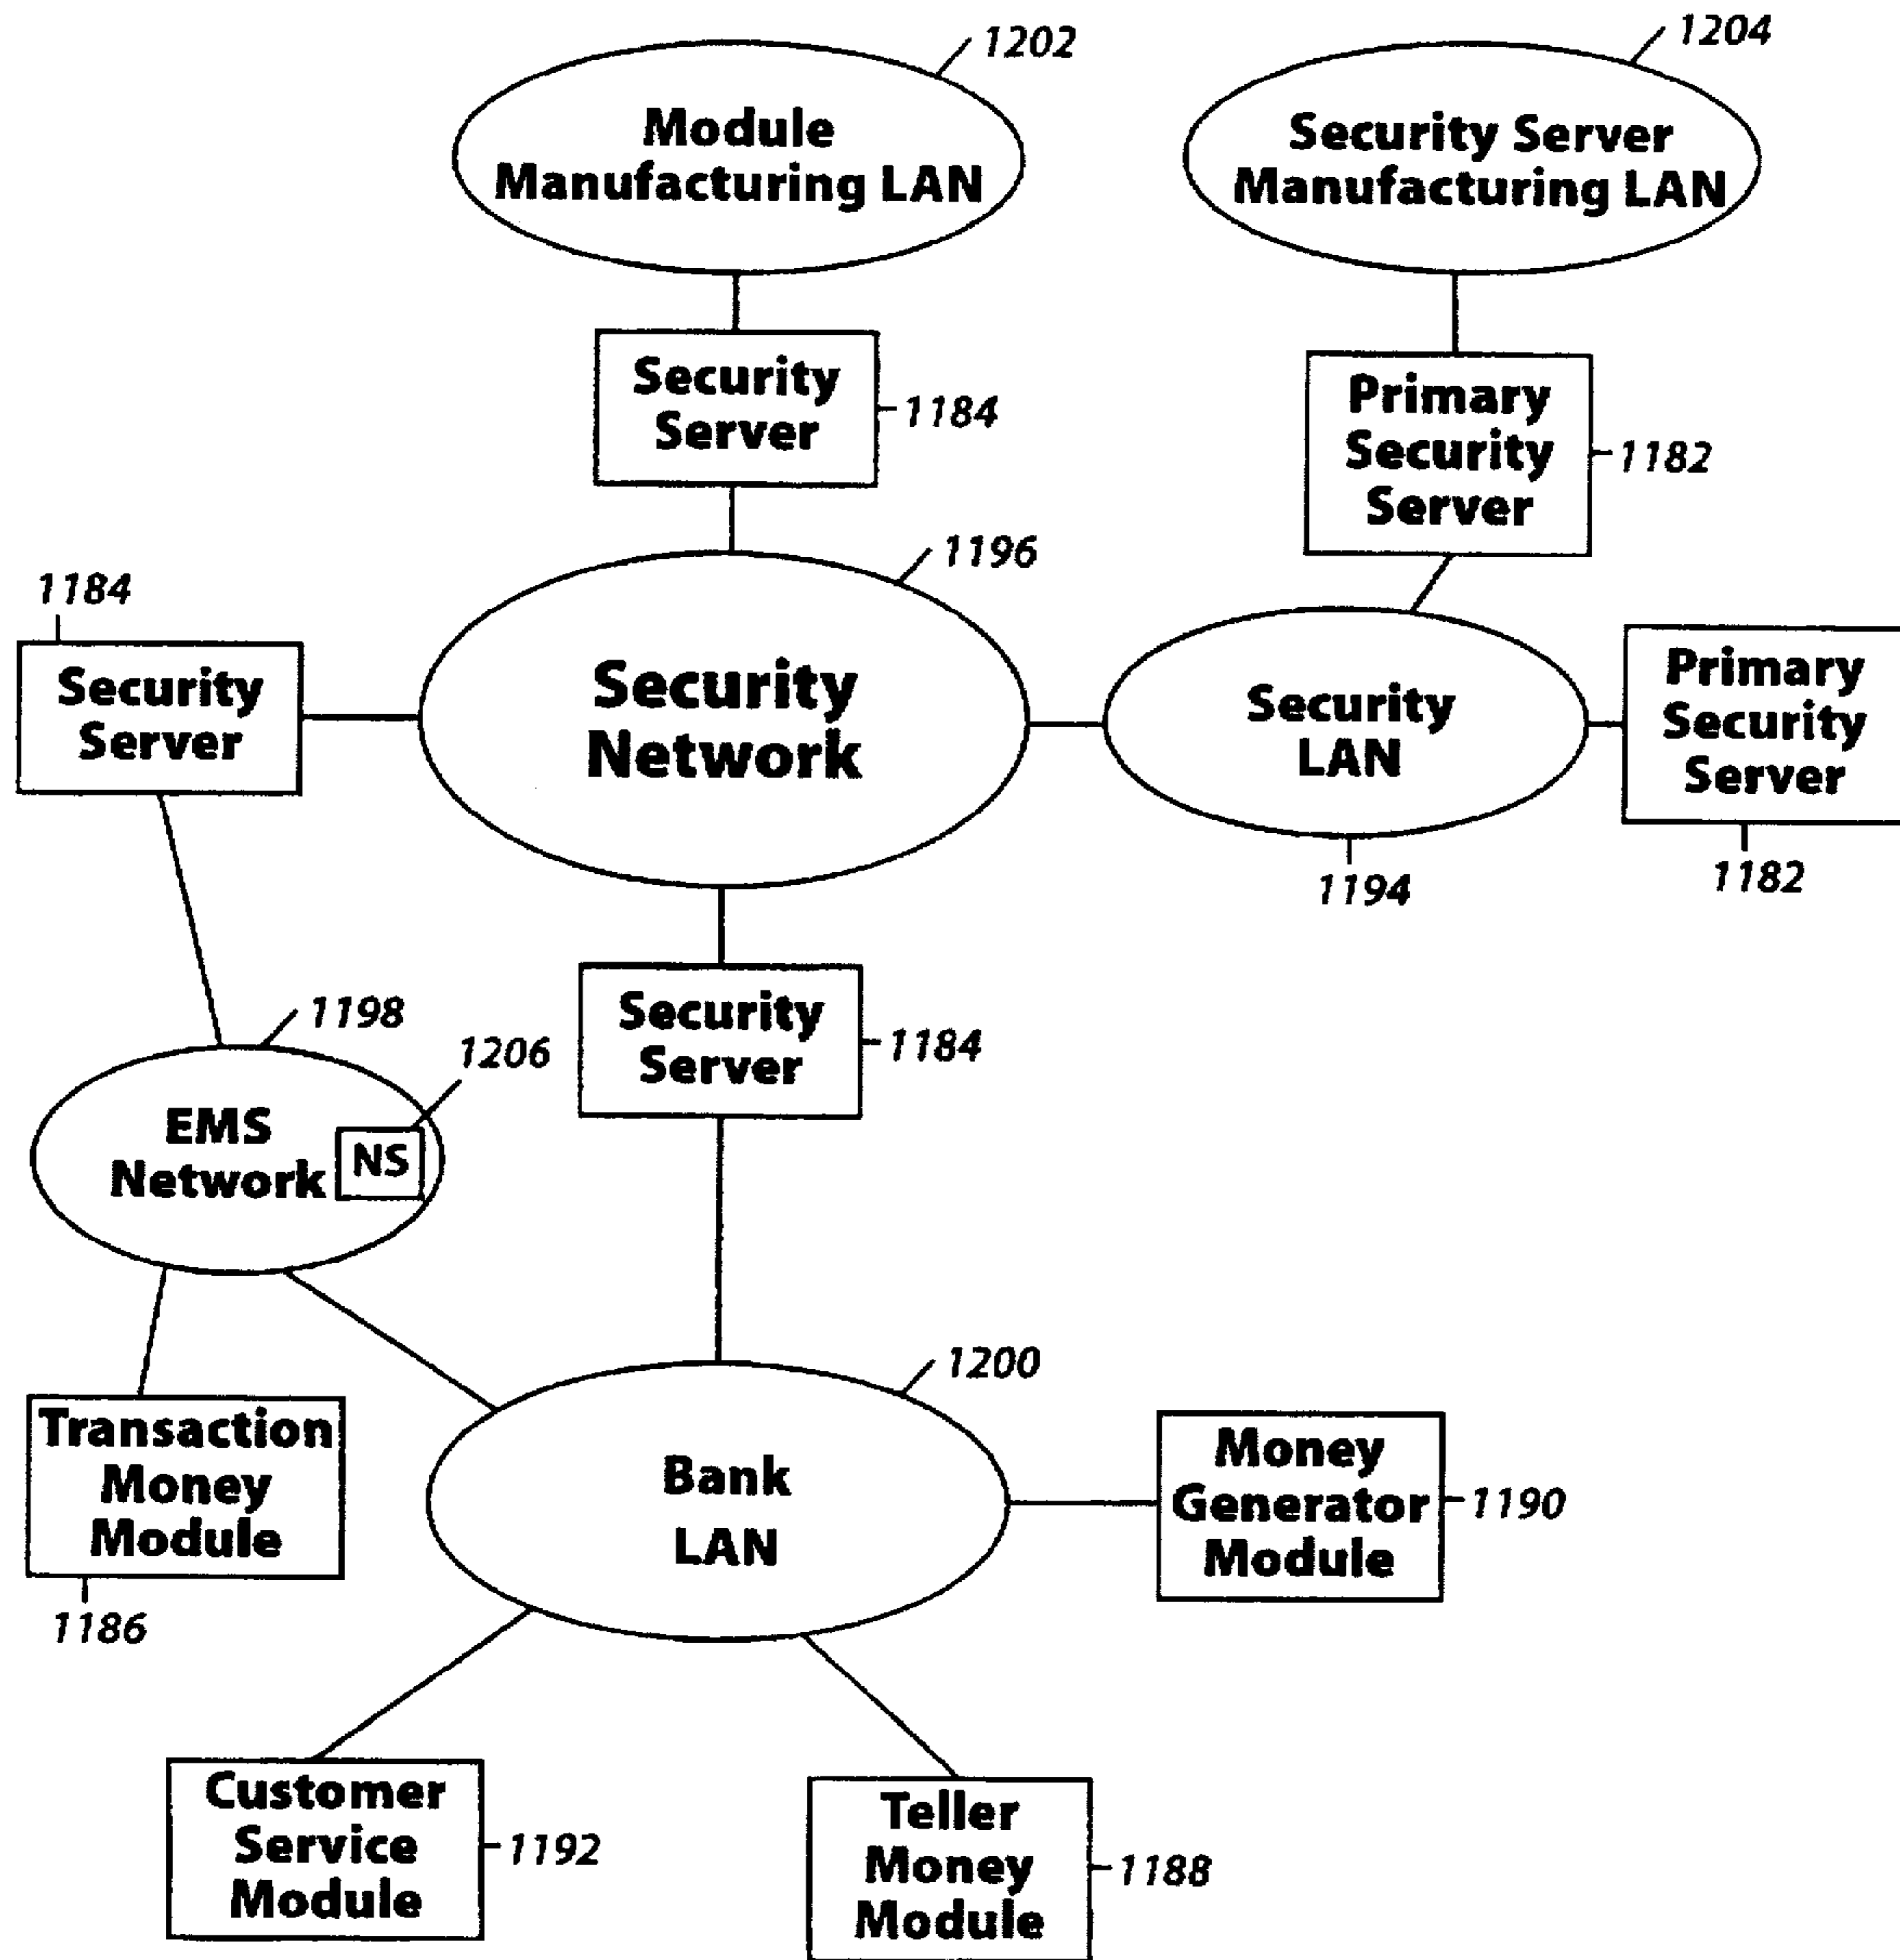 1202
Module
Manufacturing LAN
1204
Security Server
Manufacturing LAN
Security
Server
1184
Primary
Security
Server
1182
1196
Security
Network
1184
Security
Server
Security
LAN
1194
Primary
Security
Server
1182
Security
Server
1184
1198
1206
EMS
Network
NS
Transaction
Money
Module
1186
1200
Bank
LAN
Money
Generator
Module
1190
Customer
Service
Module
1192
Teller
Money
Module
1188